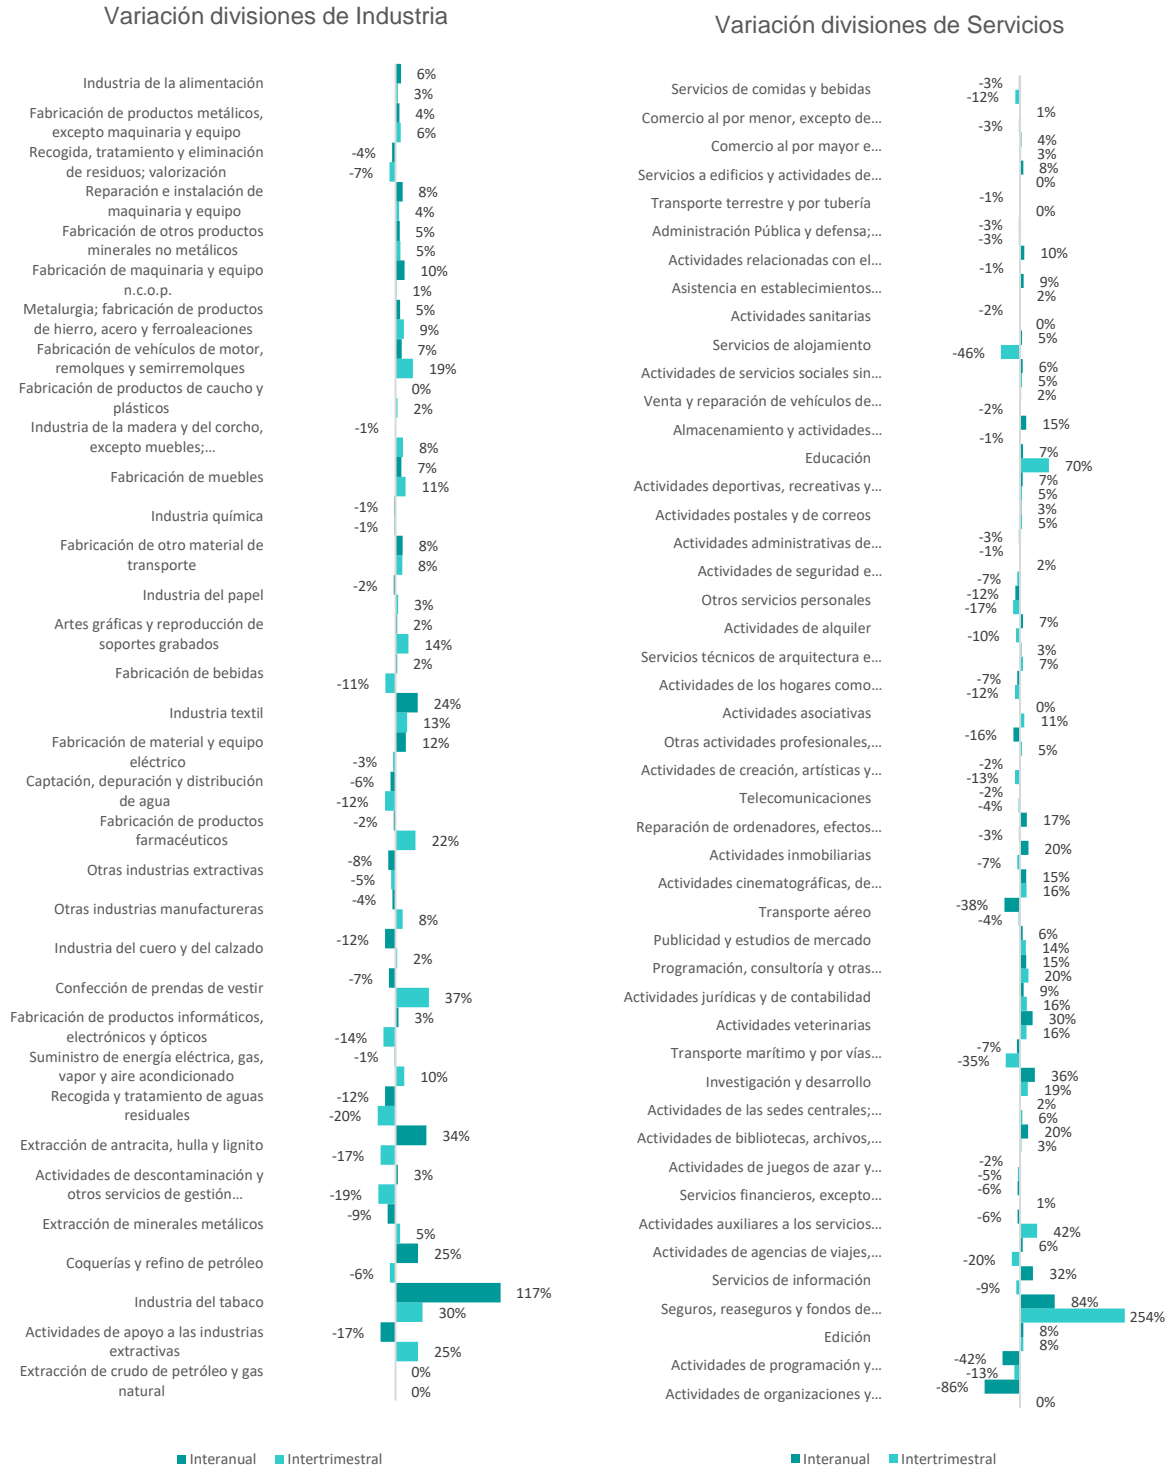 Variación divisiones de Industria
Industria de la alimentación
6%
3%
Fabricación de productos metálicos,
excepto maquinaria y equipo
4%
6%
Recogida, tratamiento y eliminación
de residuos; valorización
-4%
-7%
Reparación e instalación de
maquinaria y equipo
8%
4%
Fabricación de otros productos
minerales no metálicos
5%
5%
Fabricación de maquinaria y equipo
n.c.o.p.
10%
1%
Metalurgia; fabricación de productos
de hierro, acero y ferroaleaciones
5%
9%
Fabricación de vehículos de motor,
remolques y semirremolques
7%
19%
Fabricación de productos de caucho y
plásticos
0%
2%
Industria de la madera y del corcho,
excepto muebles;...
-1%
8%
Fabricación de muebles
7%
11%
Industria química
-1%
-1%
Fabricación de otro material de
transporte
8%
8%
Industria del papel
-2%
3%
Artes gráficas y reproducción de
soportes grabados
2%
14%
Fabricación de bebidas
2%
-11%
Industria textil
24%
13%
Fabricación de material y equipo
eléctrico
12%
-3%
Captación, depuración y distribución
de agua
-6%
-12%
Fabricación de productos
farmacéuticos
-2%
22%
Otras industrias extractivas
-8%
-5%
Otras industrias manufactureras
-4%
8%
Industria del cuero y del calzado
-12%
2%
Confección de prendas de vestir
-7%
37%
Fabricación de productos informáticos,
electrónicos y ópticos
3%
-14%
Suministro de energía eléctrica, gas,
vapor y aire acondicionado
-1%
10%
Recogida y tratamiento de aguas
residuales
-12%
-20%
Extracción de antracita, hulla y lignito
34%
-17%
Actividades de descontaminación y
otros servicios de gestión...
3%
-19%
Extracción de minerales metálicos
-9%
5%
Coquerías y refino de petróleo
25%
-6%
Industria del tabaco
117%
30%
Actividades de apoyo a las industrias
extractivas
-17%
25%
Extracción de crudo de petróleo y gas
natural
0%
0%
Interanual
Intertrimestral
Variación divisiones de Servicios
Servicios de comidas y bebidas
-3%
-12%
Comercio al por menor, excepto de...
1%
-3%
Comercio al por mayor e...
4%
3%
Servicios a edificios y actividades de...
8%
0%
Transporte terrestre y por tubería
-1%
0%
Administración Pública y defensa;...
-3%
-3%
Actividades relacionadas con el...
10%
-1%
Asistencia en establecimientos...
9%
2%
Actividades sanitarias
-2%
0%
Servicios de alojamiento
5%
-46%
Actividades de servicios sociales sin...
6%
5%
Venta y reparación de vehículos de...
2%
-2%
Almacenamiento y actividades...
15%
-1%
Educación
7%
70%
Actividades deportivas, recreativas y...
7%
5%
Actividades postales y de correos
3%
5%
Actividades administrativas de...
-3%
-1%
Actividades de seguridad e...
2%
-7%
Otros servicios personales
-12%
-17%
Actividades de alquiler
7%
-10%
Servicios técnicos de arquitectura e...
3%
7%
Actividades de los hogares como...
-7%
-12%
Actividades asociativas
0%
11%
Otras actividades profesionales,...
-16%
5%
Actividades de creación, artísticas y...
-2%
-13%
Telecomunicaciones
-2%
-4%
Reparación de ordenadores, efectos...
17%
-3%
Actividades inmobiliarias
20%
-7%
Actividades cinematográficas, de...
15%
16%
Transporte aéreo
-38%
-4%
Publicidad y estudios de mercado
6%
14%
Programación, consultoría y otras...
15%
20%
Actividades jurídicas y de contabilidad
9%
16%
Actividades veterinarias
30%
16%
Transporte marítimo y por vías...
-7%
-35%
Investigación y desarrollo
36%
19%
Actividades de las sedes centrales;...
2%
6%
Actividades de bibliotecas, archivos,...
20%
3%
Actividades de juegos de azar y...
-2%
-5%
Servicios financieros, excepto...
-6%
1%
Actividades auxiliares a los servicios...
-6%
42%
Actividades de agencias de viajes,...
6%
-20%
Servicios de información
32%
-9%
Seguros, reaseguros y fondos de...
84%
254%
Edición
8%
8%
Actividades de programación y...
-42%
-13%
Actividades de organizaciones y...
-86%
0%
Interanual
Intertrimestral